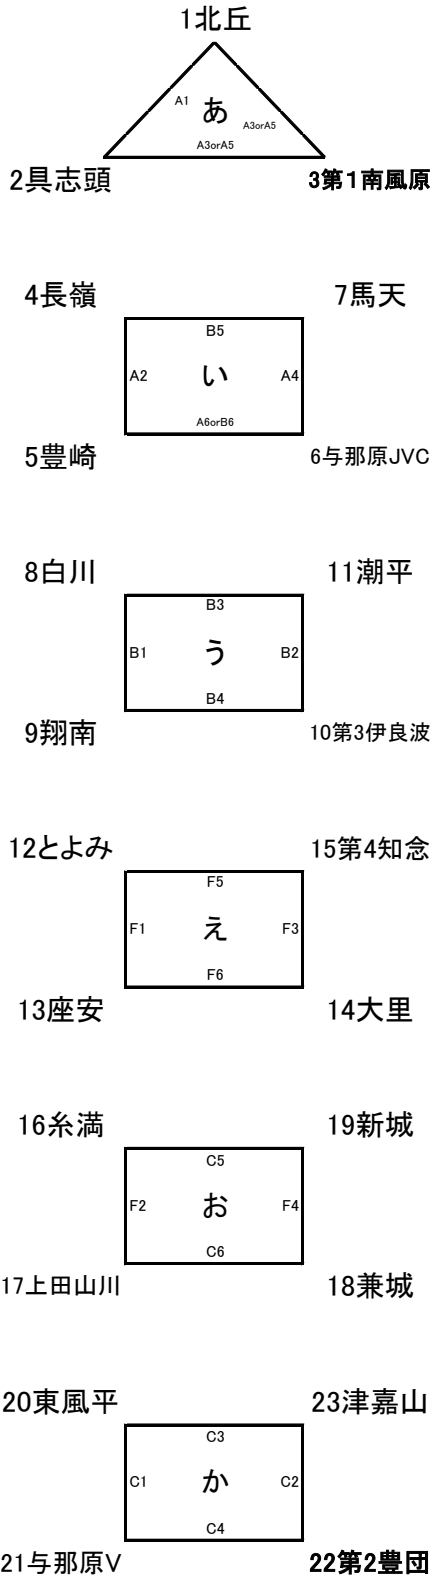 1北丘
A1
あ
A3orA5
A3orA5
2具志頭
3第1南風原
4長嶺
7馬天
B5
A2
い
A4
A6orB6
5豊崎
6与那原JVC
8白川
11潮平
B3
B1
う
B2
B4
9翔南
10第3伊良波
12とよみ
15第4知念
F5
F1
え
F3
F6
13座安
14大里
16糸満
19新城
C5
F2
お
F4
C6
17上田山川
18兼城
20東風平
23津嘉山
C3
C1
か
C2
C4
21与那原V
22第2豊団